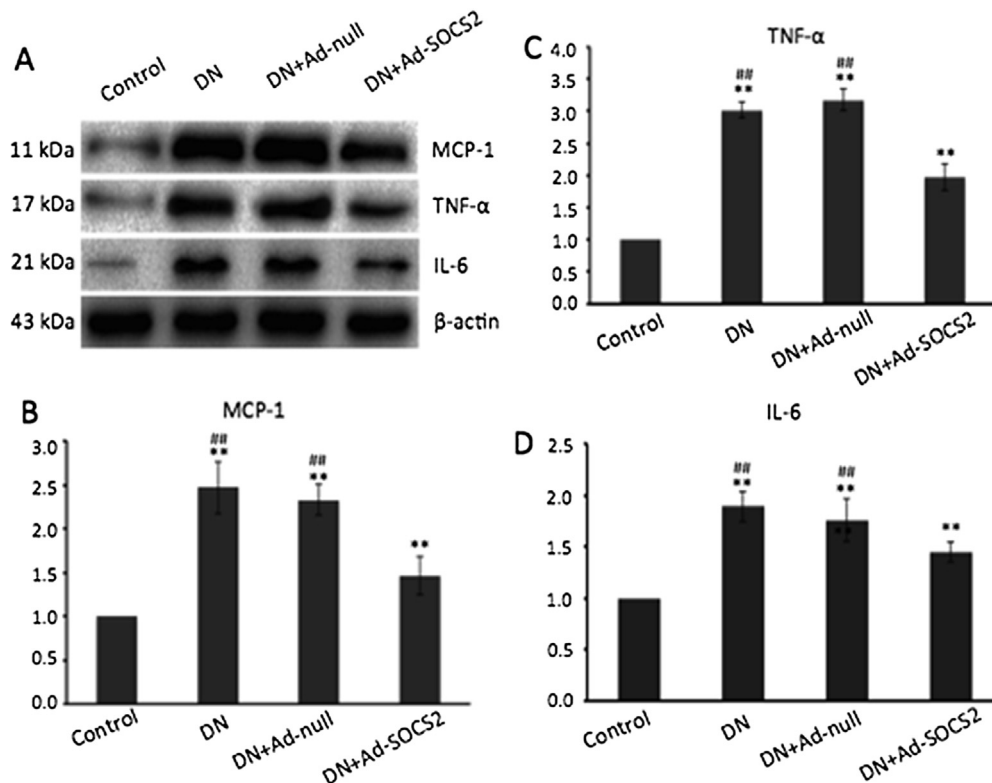 A
Control
DN
DN+Ad-null
DN+Ad-SOCS2
11 kDa
MCP-1
17 kDa
TNF-α
21 kDa
IL-6
43 kDa
β-actin
B
MCP-1
3.0
2.5
2.0
1.5
1.0
0.5
0.0
##
**
##
**
**
Control
DN
DN+Ad-null
DN+Ad-SOCS2
C
TNF-α
4.0
3.5
3.0
2.5
2.0
1.5
1.0
0.5
0.0
##
**
##
**
**
Control
DN
DN+Ad-null
DN+Ad-SOCS2
D
IL-6
2.5
2.0
1.5
1.0
0.5
0.0
##
**
##
**
**
**
Control
DN
DN+Ad-null
DN+Ad-SOCS2